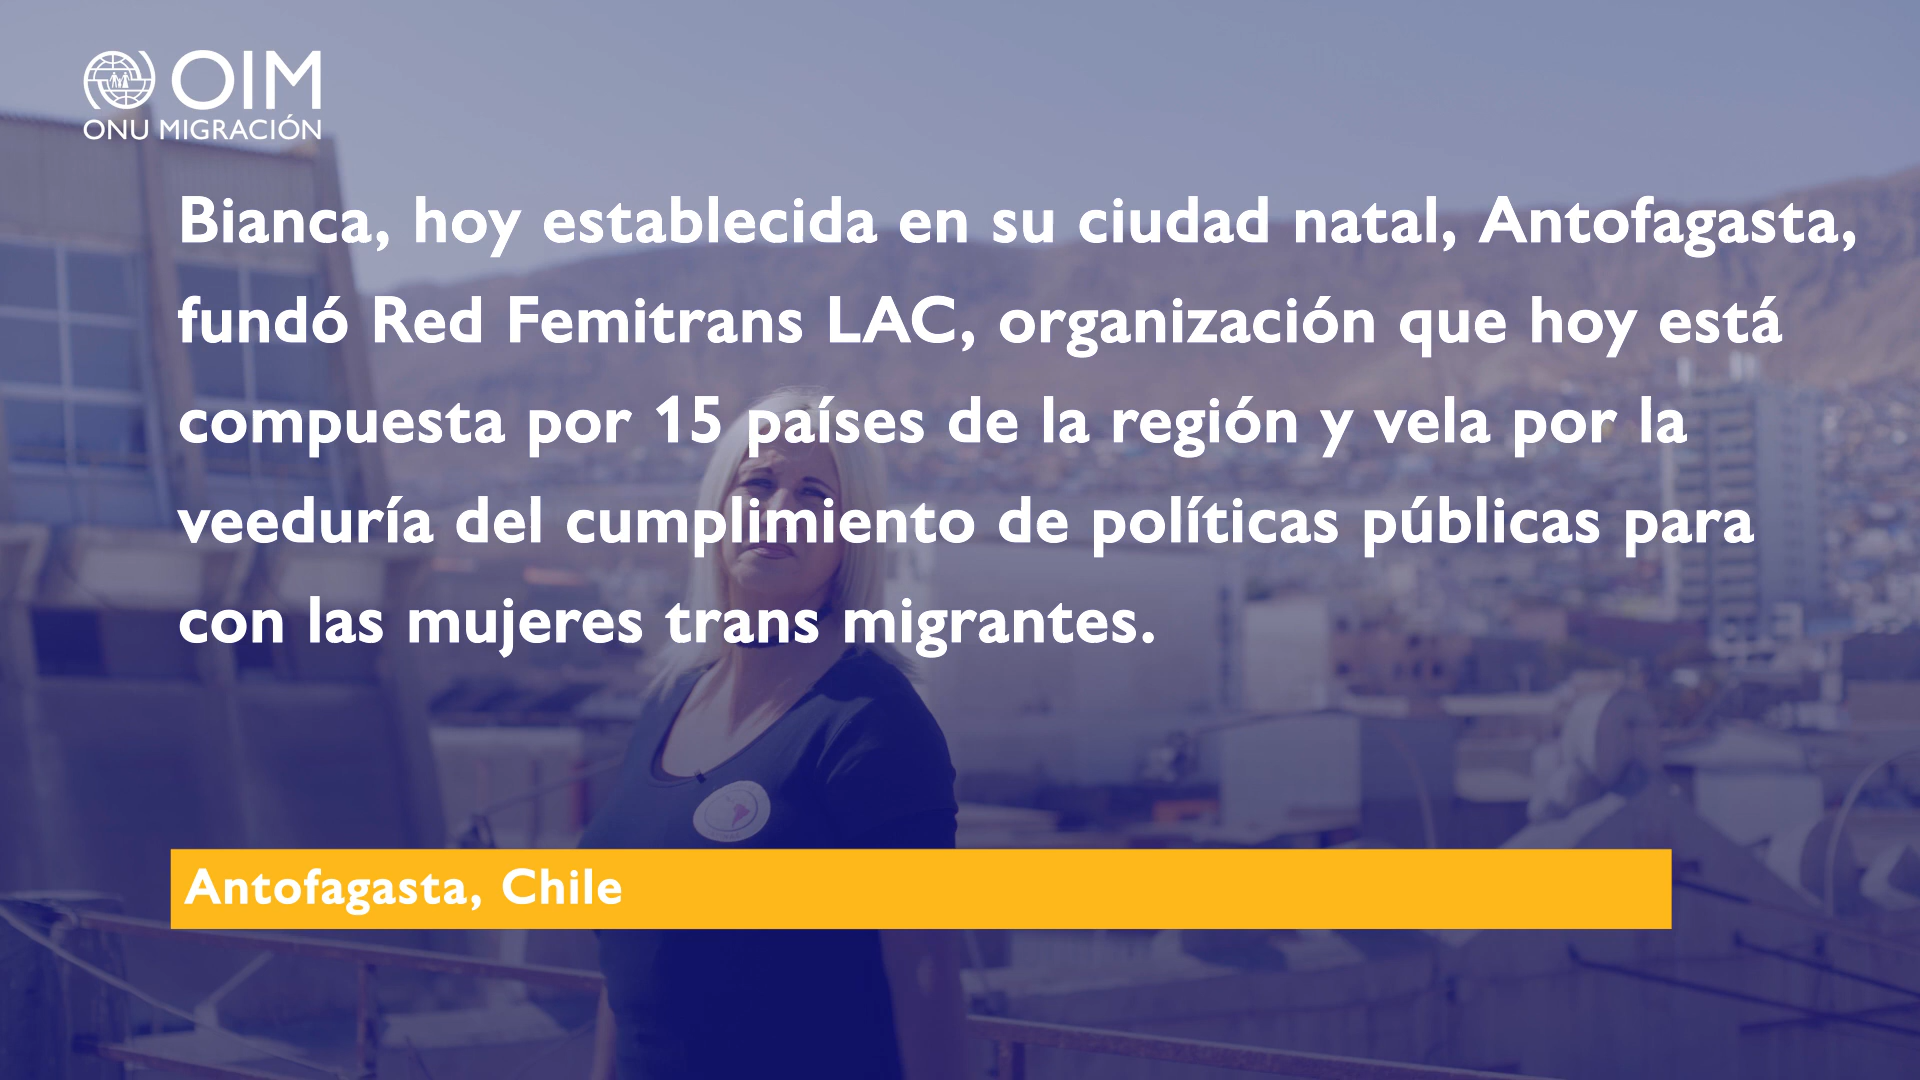 OIM
ONU MIGRACIÓN
Bianca, hoy establecida en su ciudad natal, Antofagasta,
fundó Red Femitrans LAC, organización que hoy está
compuesta por 15 países de la región y vela por la
veeduría del cumplimiento de políticas públicas para
con las mujeres trans migrantes.
Antofagasta, Chile